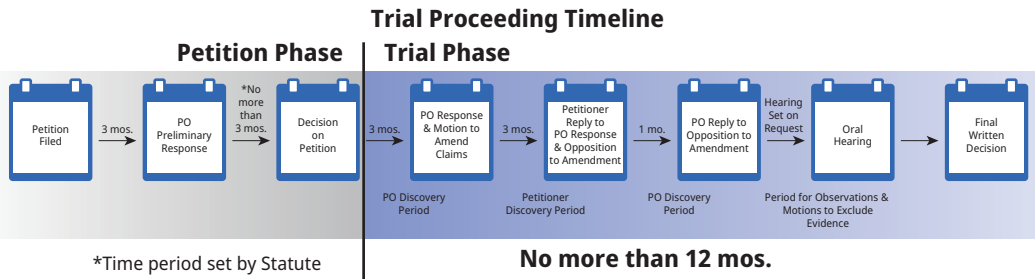 Trial Proceeding Timeline
Petition Phase
Trial Phase
Petition
Filed
3 mos.
PO
Preliminary
Response
*No
more
than
3 mos.
Decision
on
Petition
3 mos.
PO Response
& Motion to
Amend
Claims
3 mos.
Petitioner
Reply to
PO Response
& Opposition
to Amendment
1 mo.
PO Reply to
Opposition to
Amendment
Hearing
Set on
Request
Oral
Hearing
Final
Written
Decision
PO Discovery
Period
Petitioner
Discovery Period
PO Discovery
Period
Period for Observations &
Motions to Exclude
Evidence
*Time period set by Statute
No more than 12 mos.